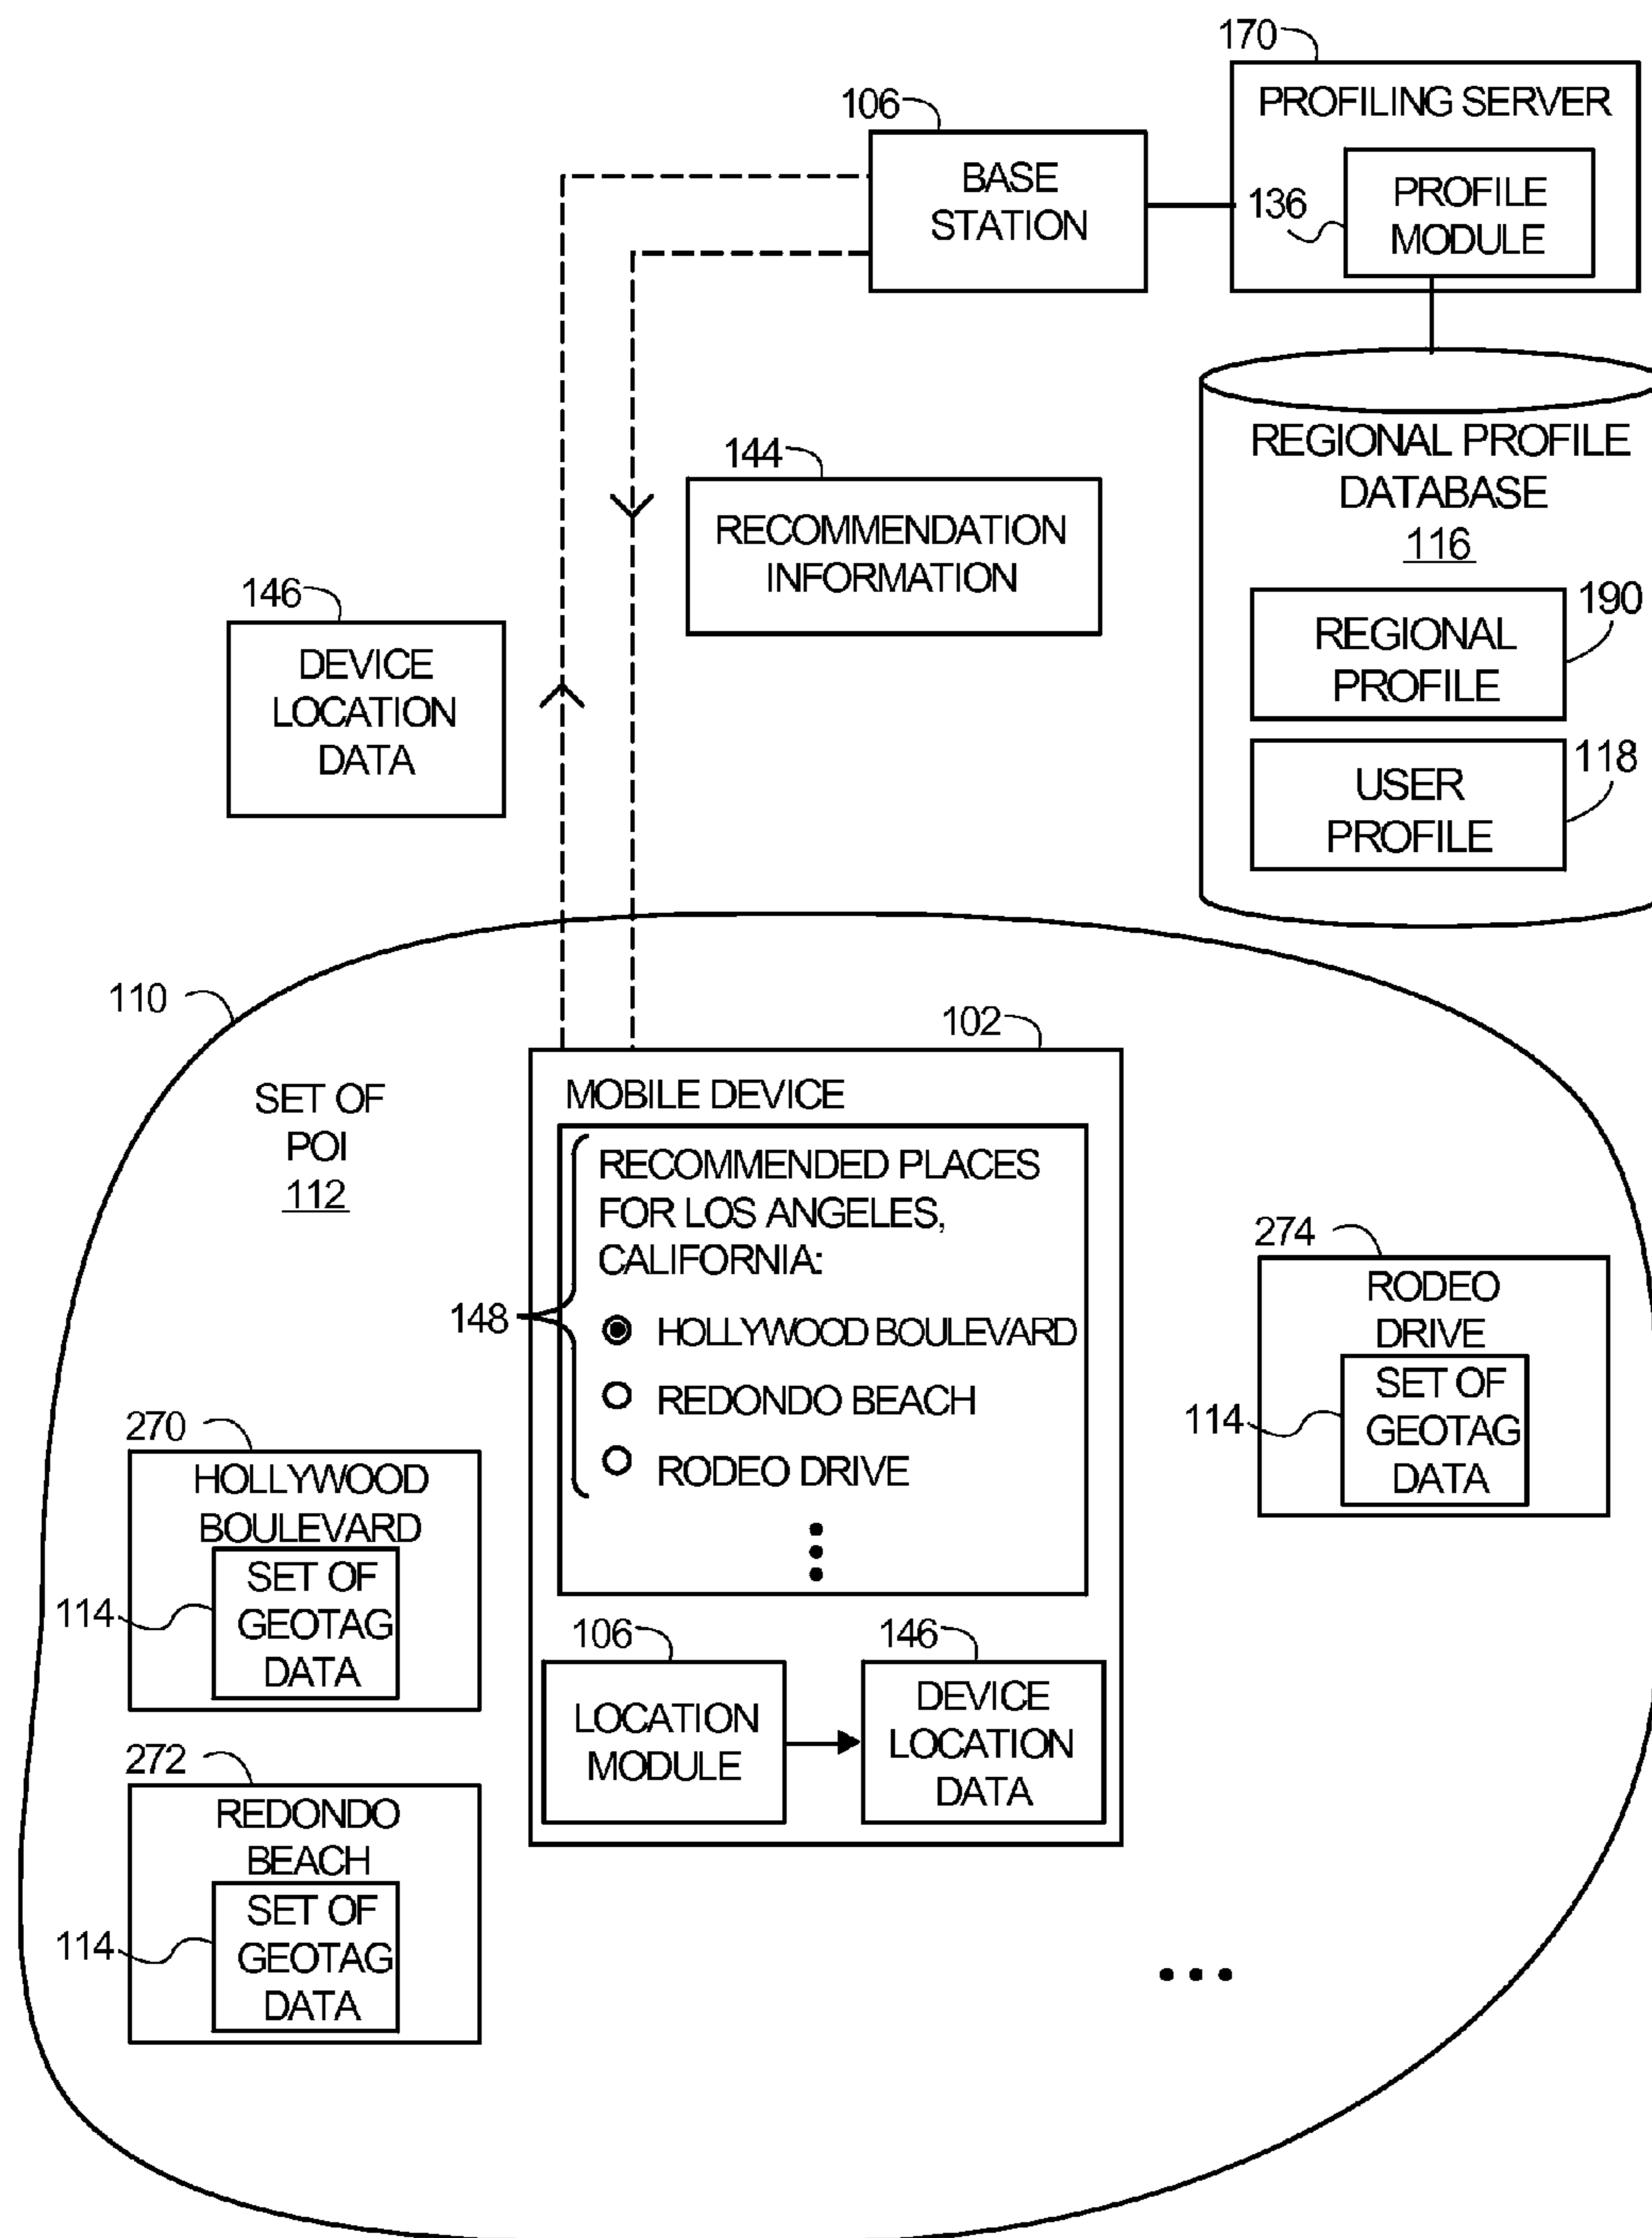 170
PROFILING SERVER
106
BASE
STATION
136
PROFILE
MODULE
REGIONAL PROFILE
DATABASE
116
144
RECOMMENDATION
INFORMATION
146
DEVICE
LOCATION
DATA
190
REGIONAL
PROFILE
118
USER
PROFILE
110
102
SET OF
POI
112
MOBILE DEVICE
RECOMMENDED PLACES
FOR LOS ANGELES,
CALIFORNIA:
148
HOLLYWOOD BOULEVARD
REDONDO BEACH
RODEO DRIVE
274
RODEO
DRIVE
114
SET OF
GEOTAG
DATA
270
HOLLYWOOD
BOULEVARD
114
SET OF
GEOTAG
DATA
106
LOCATION
MODULE
146
DEVICE
LOCATION
DATA
272
REDONDO
BEACH
114
SET OF
GEOTAG
DATA